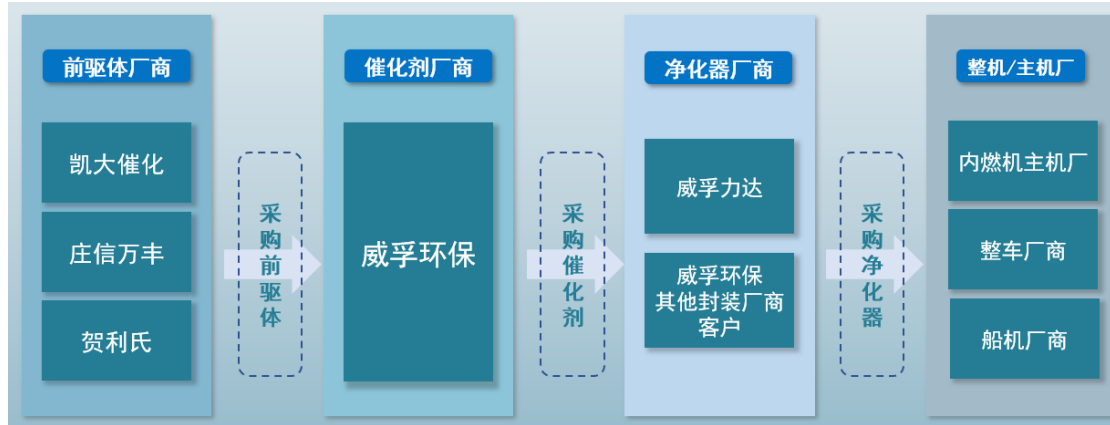 前驱体厂商
凯大催化
庄信万丰
贺利氏
采购前驱体
催化剂厂商
威孚环保
采购催化剂
净化器厂商
威孚力达
威孚环保
其他封装厂商
客户
采购净化器
整机/主机厂
内燃机主机厂
整车厂商
船机厂商